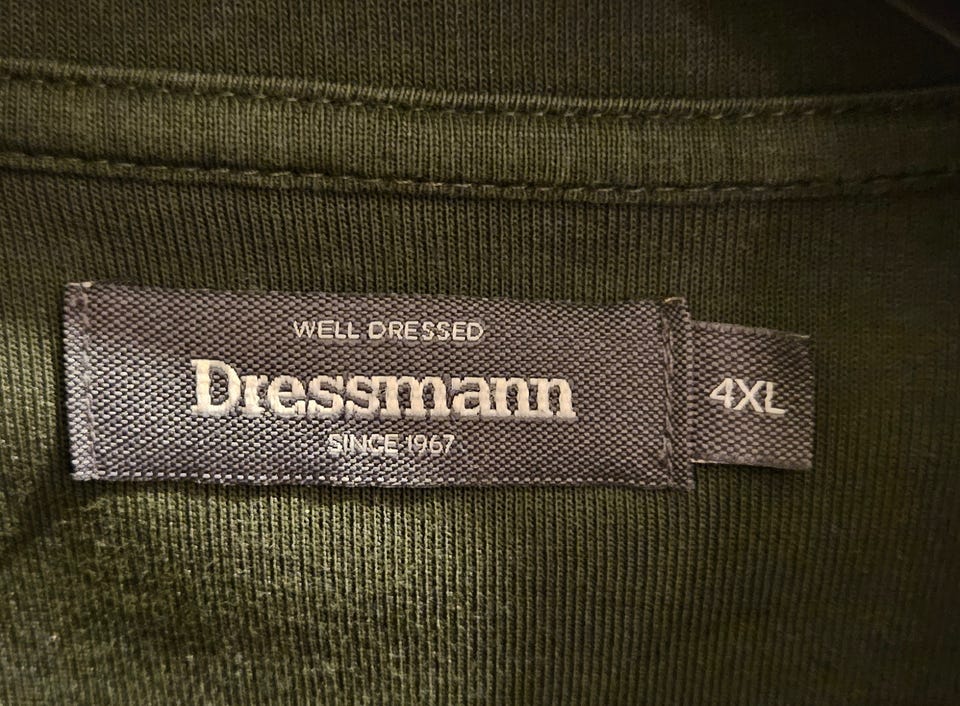 WELL DRESSED
Dressmann
SINCE 1967
4XL